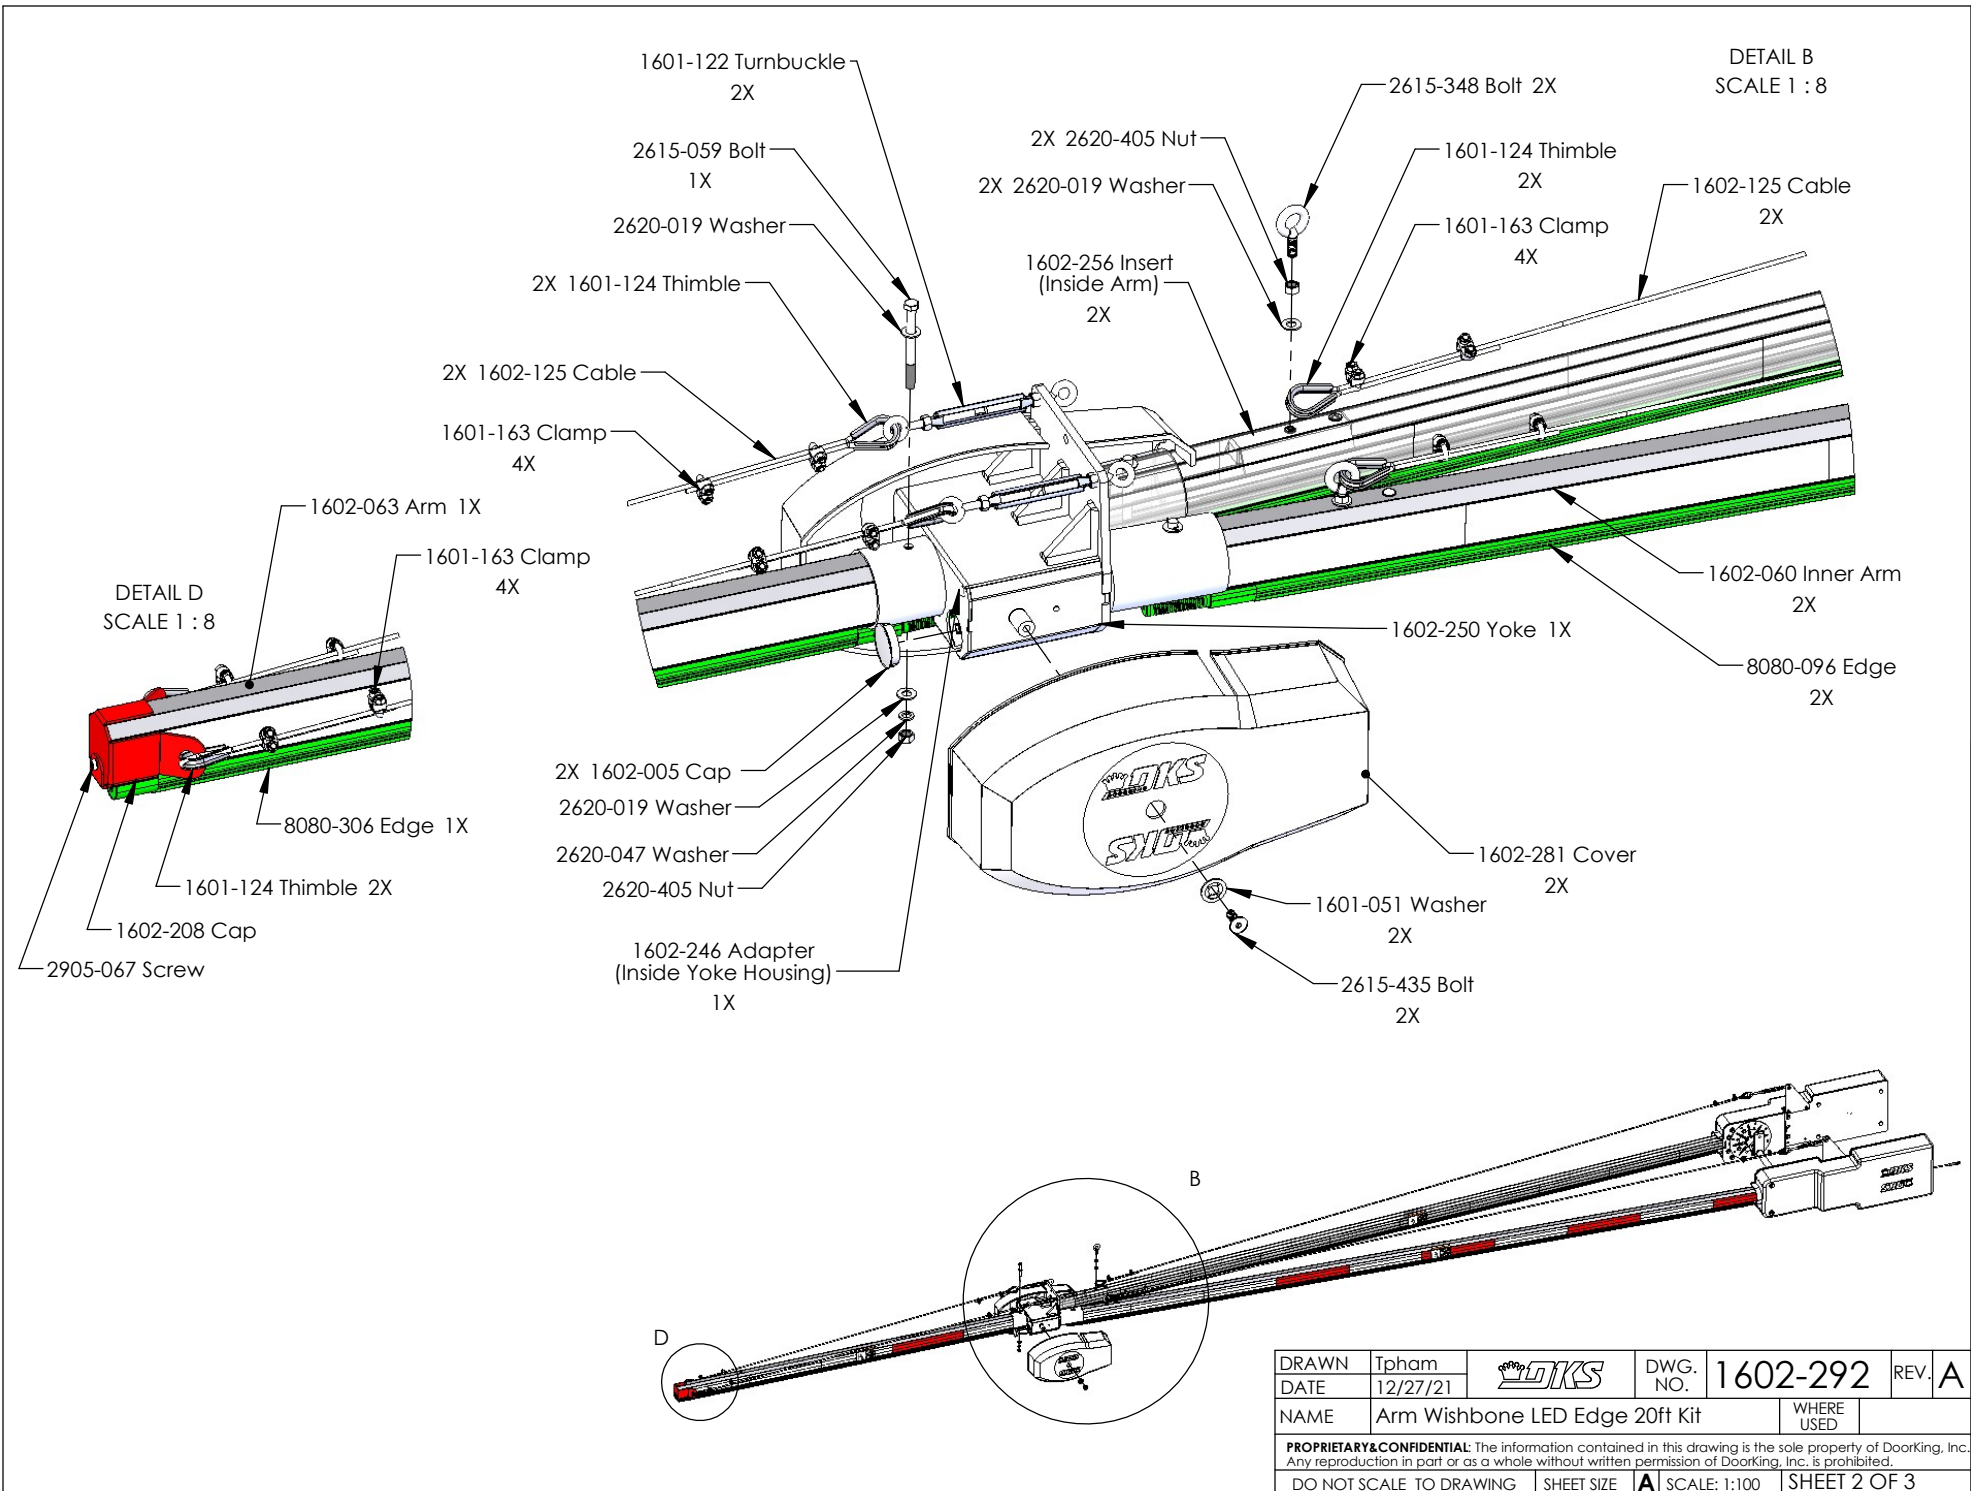 1601-122 Turnbuckle
2X
2615-059 Bolt
1X
2620-019 Washer
2X 1601-124 Thimble
2X 1602-125 Cable
1601-163 Clamp
4X
DETAIL B
SCALE 1 : 8
2615-348 Bolt 2X
2X 2620-405 Nut
2X 2620-019 Washer
1602-256 Insert
(Inside Arm)
2X
1601-124 Thimble
2X
1602-125 Cable
2X
1601-163 Clamp
4X
1602-063 Arm 1X
1601-163 Clamp
4X
DETAIL D
SCALE 1 : 8
1602-060 Inner Arm
2X
1602-250 Yoke 1X
8080-096 Edge
2X
2X 1602-005 Cap
2620-019 Washer
2620-047 Washer
2620-405 Nut
8080-306 Edge 1X
1601-124 Thimble 2X
1602-208 Cap
2905-067 Screw
1602-246 Adapter
(Inside Yoke Housing)
1X
DKS
DKS
1602-281 Cover
2X
1601-051 Washer
2X
2615-435 Bolt
2X
B
D
DKS
DKS
DKS
DKS
DRAWN Tpham
DATE 12/27/21
DKS
DWG. NO. 1602-292 REV. A
NAME Arm Wishbone LED Edge 20ft Kit WHERE USED
PROPRIETARY&CONFIDENTIAL: The information contained in this drawing is the sole property of DoorKing, Inc.
Any reproduction in part or as a whole without written permission of DoorKing, Inc. is prohibited.
DO NOT SCALE TO DRAWING SHEET SIZE A SCALE: 1:100 SHEET 2 OF 3